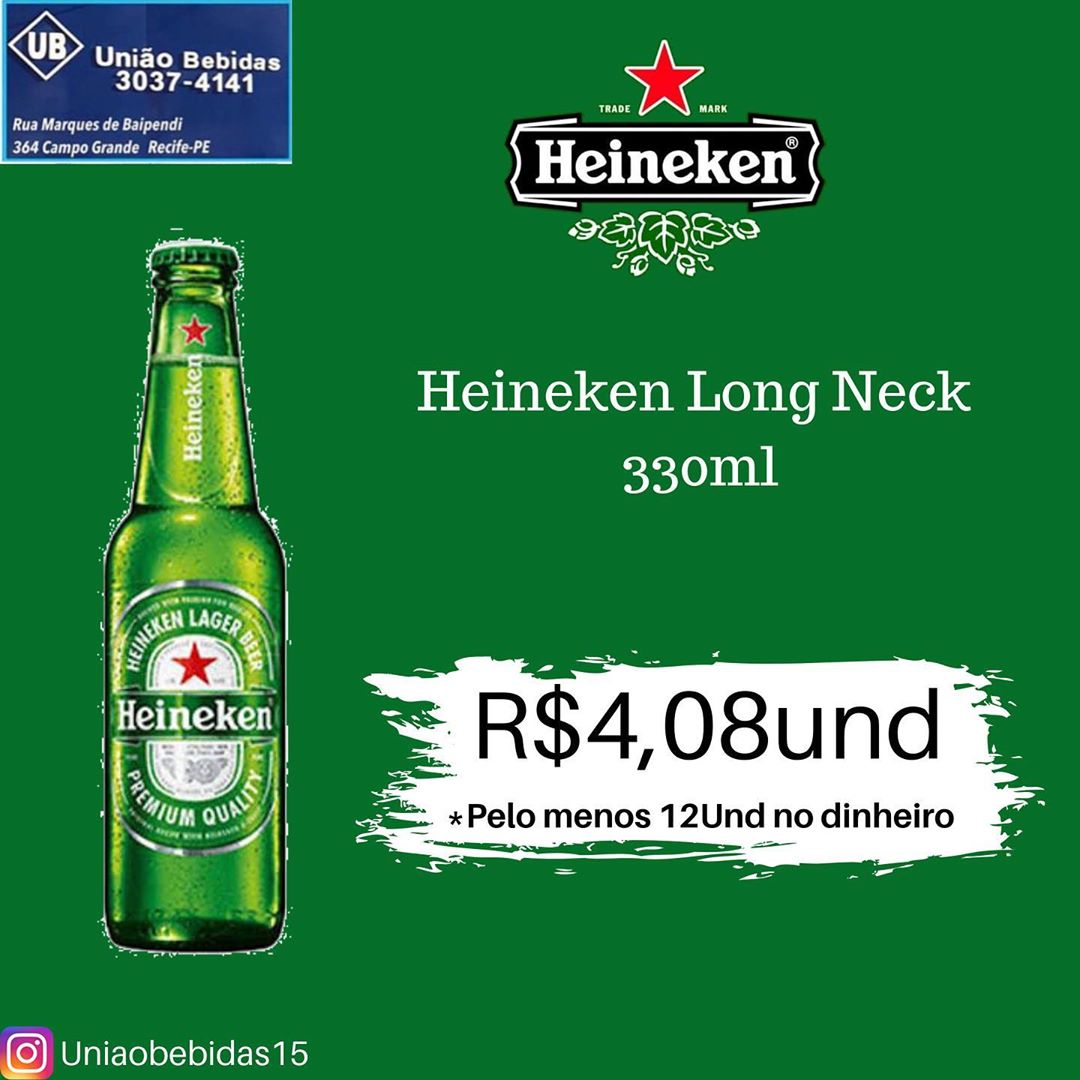 UB
União Bebidas
3037-4141
Rua Marques de Baipendi
364 Campo Grande Recife-PE
TRADE MARK
Heineken®
Heineken Long Neck
330ml
Heineken
HEINEKEN LAGER BEER
Heineken
PREMIUM QUALITY
R$4,08und
*Pelo menos 12Und no dinheiro
Uniaobebidas15